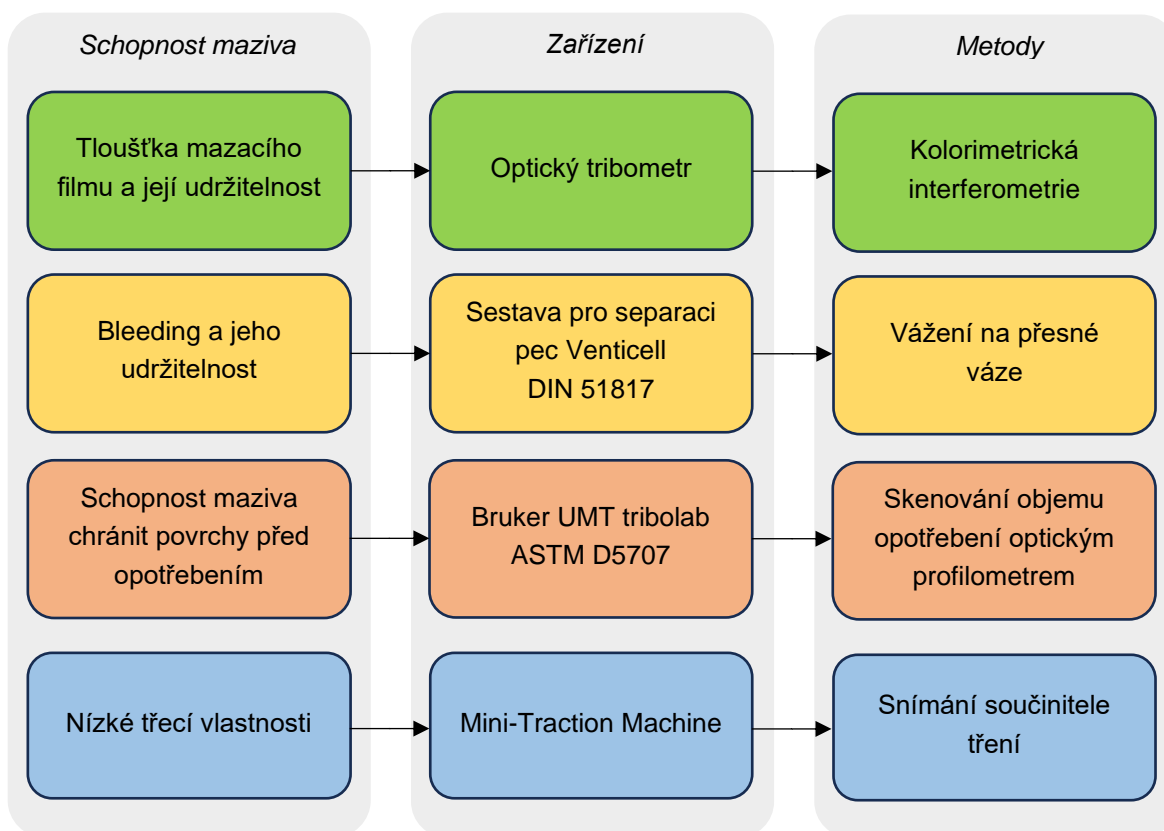 Schopnost maziva
Zařízení
Metody
Tloušťka mazacího
filmu a její udržitelnost
Optický tribometr
Kolorimetrická
interferometrie
Bleeding a jeho
udržitelnost
Sestava pro separaci
pec Venticell
DIN 51817
Vážení na přesné
váze
Schopnost maziva
chránit povrchy před
opotřebením
Bruker UMT tribolab
ASTM D5707
Skenování objemu
opotřebení optickým
profilometrem
Nízké třecí vlastnosti
Mini-Traction Machine
Snímání součinitele
tření